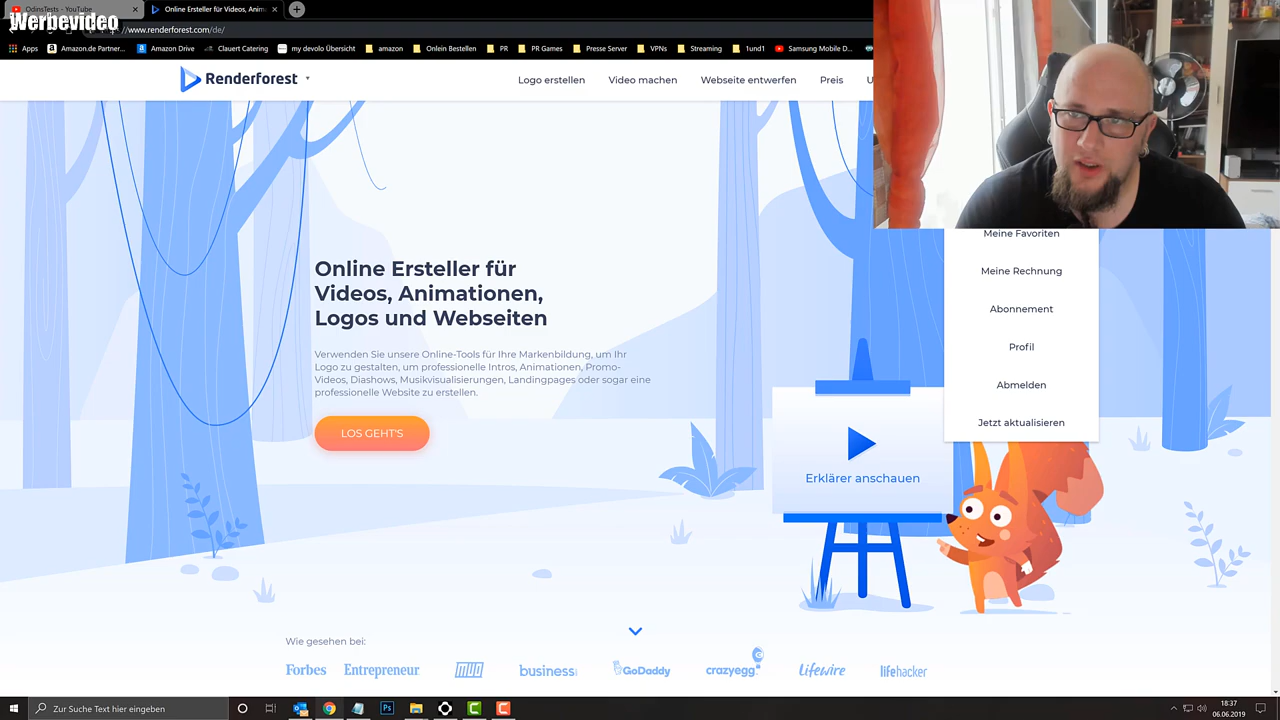 OdinsTests - YouTube
Online Ersteller für Videos, Anim
Werbevideo
www.renderforest.com/de/
Apps
Amazon.de Partner...
Amazon Drive
Clauert Catering
my devolo Übersicht
amazon
Onlein Bestellen
PR
PR Games
Presse Server
VPNs
Streaming
1und1
Samsung Mobile D...
Renderforest
Logo erstellen
Video machen
Webseite entwerfen
Preis
Meine Favoriten
Meine Rechnung
Abonnement
Profil
Abmelden
Jetzt aktualisieren
Online Ersteller für
Videos, Animationen,
Logos und Webseiten
Verwenden Sie unsere Online-Tools für Ihre Markenbildung, um Ihr
Logo zu gestalten, um professionelle Intros, Animationen, Promo-
Videos, Diashows, Musikvisualisierungen, Landingpages oder sogar eine
professionelle Website zu erstellen.
LOS GEHT'S
Erklärer anschauen
Wie gesehen bei:
Forbes
Entrepreneur
MUO
business
GoDaddy
crazyegg
Lifewire
lifehacker
Zur Suche Text hier eingeben
18:37
06.06.2019